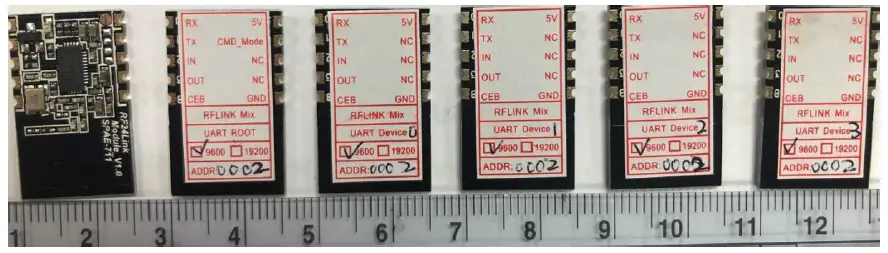 RF24Link
Module_V1.0
SPAE-711
RX 5V
TX CMD_Mode
IN NC
OUT NC
CEB GND
RFLINK Mix
UART ROOT
9600 19200
ADDR:0002
RX 5V
TX NC
IN NC
OUT NC
CEB GND
RFLINK Mix
UART Device 0
9600 19200
ADDR:0002
RX 5V
TX NC
IN NC
OUT NC
CEB GND
RFLINK Mix
UART Device 1
9600 19200
ADDR:0002
RX 5V
TX NC
IN NC
OUT NC
CEB GND
RFLINK Mix
UART Device 2
9600 19200
ADDR:0002
RX 5V
TX NC
IN NC
OUT NC
CEB GND
RFLINK Mix
UART Device 3
9600 19200
ADDR:0002
1 2 3 4 5 6 7 8 9 10 11 12